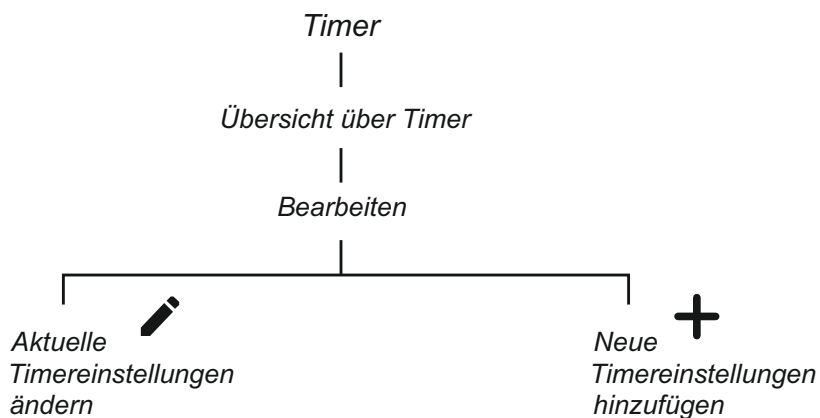 Timer
Übersicht über Timer
Bearbeiten
Aktuelle
Timereinstellungen
ändern
Neue
Timereinstellungen
hinzufügen